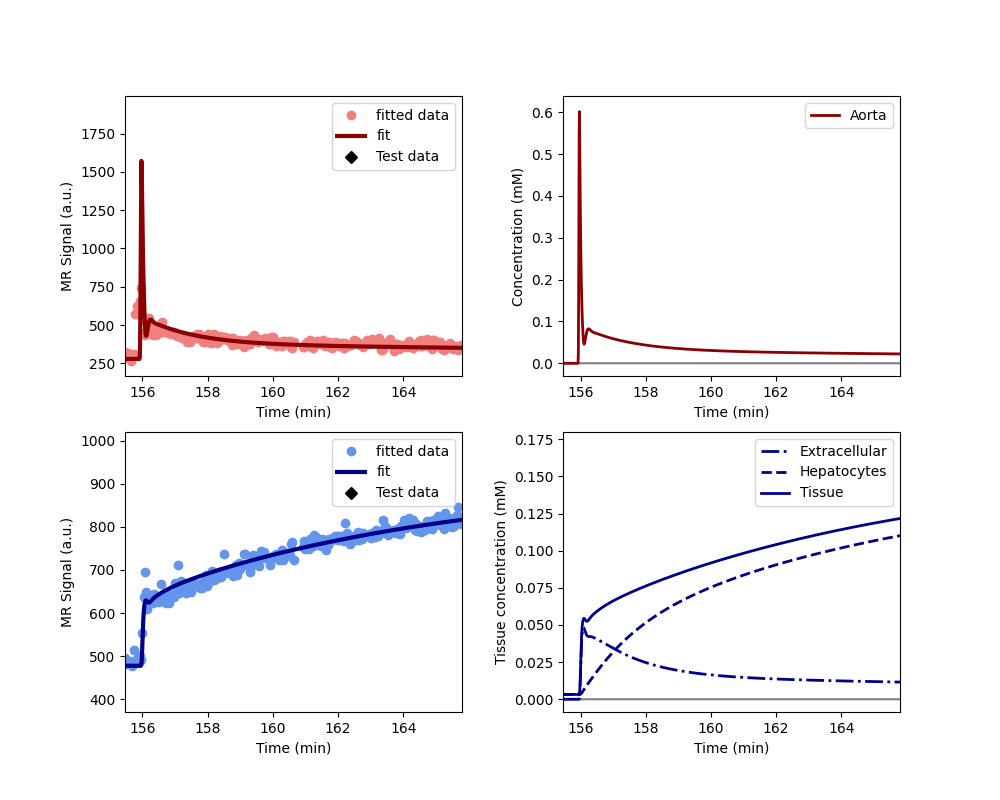 1750
1500
1250
1000
750
500
250
MR Signal (a.u.)
fitted data
fit
Test data
156 158 160 162 164
Time (min)
0.6
0.5
0.4
0.3
0.2
0.1
0.0
Concentration (mM)
Aorta
156 158 160 162 164
Time (min)
1000
900
800
700
600
500
400
MR Signal (a.u.)
fitted data
fit
Test data
156 158 160 162 164
Time (min)
0.175
0.150
0.125
0.100
0.075
0.050
0.025
0.000
Tissue concentration (mM)
Extracellular
Hepatocytes
Tissue
156 158 160 162 164
Time (min)